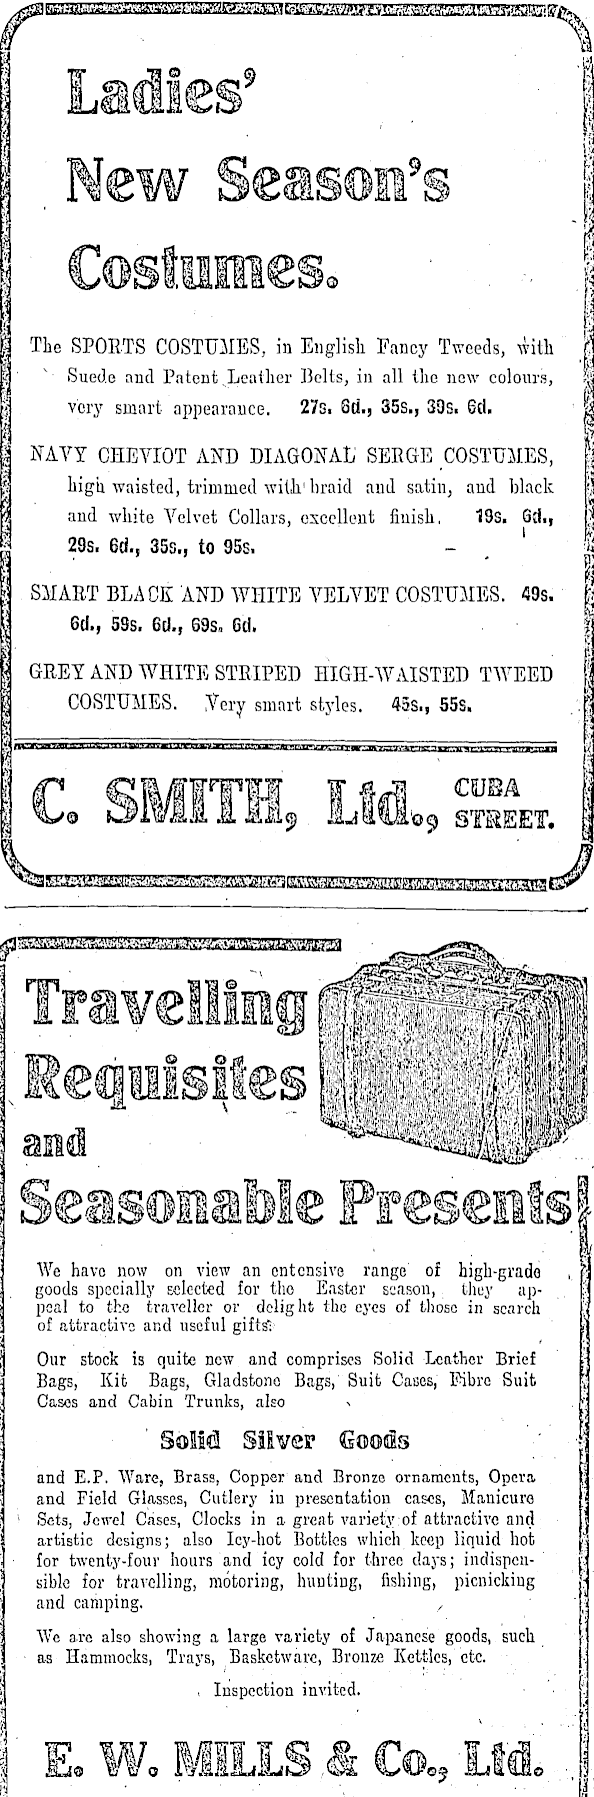 Ladies'
New Season's
Costumes.
The SPORTS COSTUMES, in English Fancy Tweeds, with
Suede and Patent Leather Belts, in all the new colours,
very smart appearance. 27s. 6d., 35s., 39s. 6d.
NAVY CHEVIOT AND DIAGONAL SERGE COSTUMES,
high waisted, trimmed with braid and satin, and black
and white Velvet Collars, excellent finish. 19s. 6d.,
29s. 6d., 35s., to 95s.
SMART BLACK AND WHITE VELVET COSTUMES. 49s.
6d., 59s. 6d., 69s. 6d.
GREY AND WHITE STRIPED HIGH-WAISTED TWEED
COSTUMES. Very smart styles. 45s., 55s.
C. SMITH, Ltd., CUBA
STREET.
Travelling
Requisites
and
Seasonable Presents!
We have now on view an entensive range of high-grade
goods specially selected for the Easter season, they ap-
peal to the traveller or delight the eyes of those in search
of attractive and useful gifts.
Our stock is quite new and comprises Solid Leather Brief
Bags, Kit Bags, Gladstone Bags, Suit Cases, Fibre Suit
Cases and Cabin Trunks, also
Solid Silver Goods
and E.P. Ware, Brass, Copper and Bronze ornaments, Opera
and Field Glasses, Cutlery in presentation cases, Manicure
Sets, Jewel Cases, Clocks in a great variety of attractive and
artistic designs; also Icy-hot Bottles which keep liquid hot
for twenty-four hours and icy cold for three days; indispen-
sible for travelling, motoring, hunting, fishing, picnicking
and camping.
We are also showing a large variety of Japanese goods, such
as Hammocks, Trays, Basketware, Bronze Kettles, etc.
Inspection invited.
E. W. MILLS & Co., Ltd.